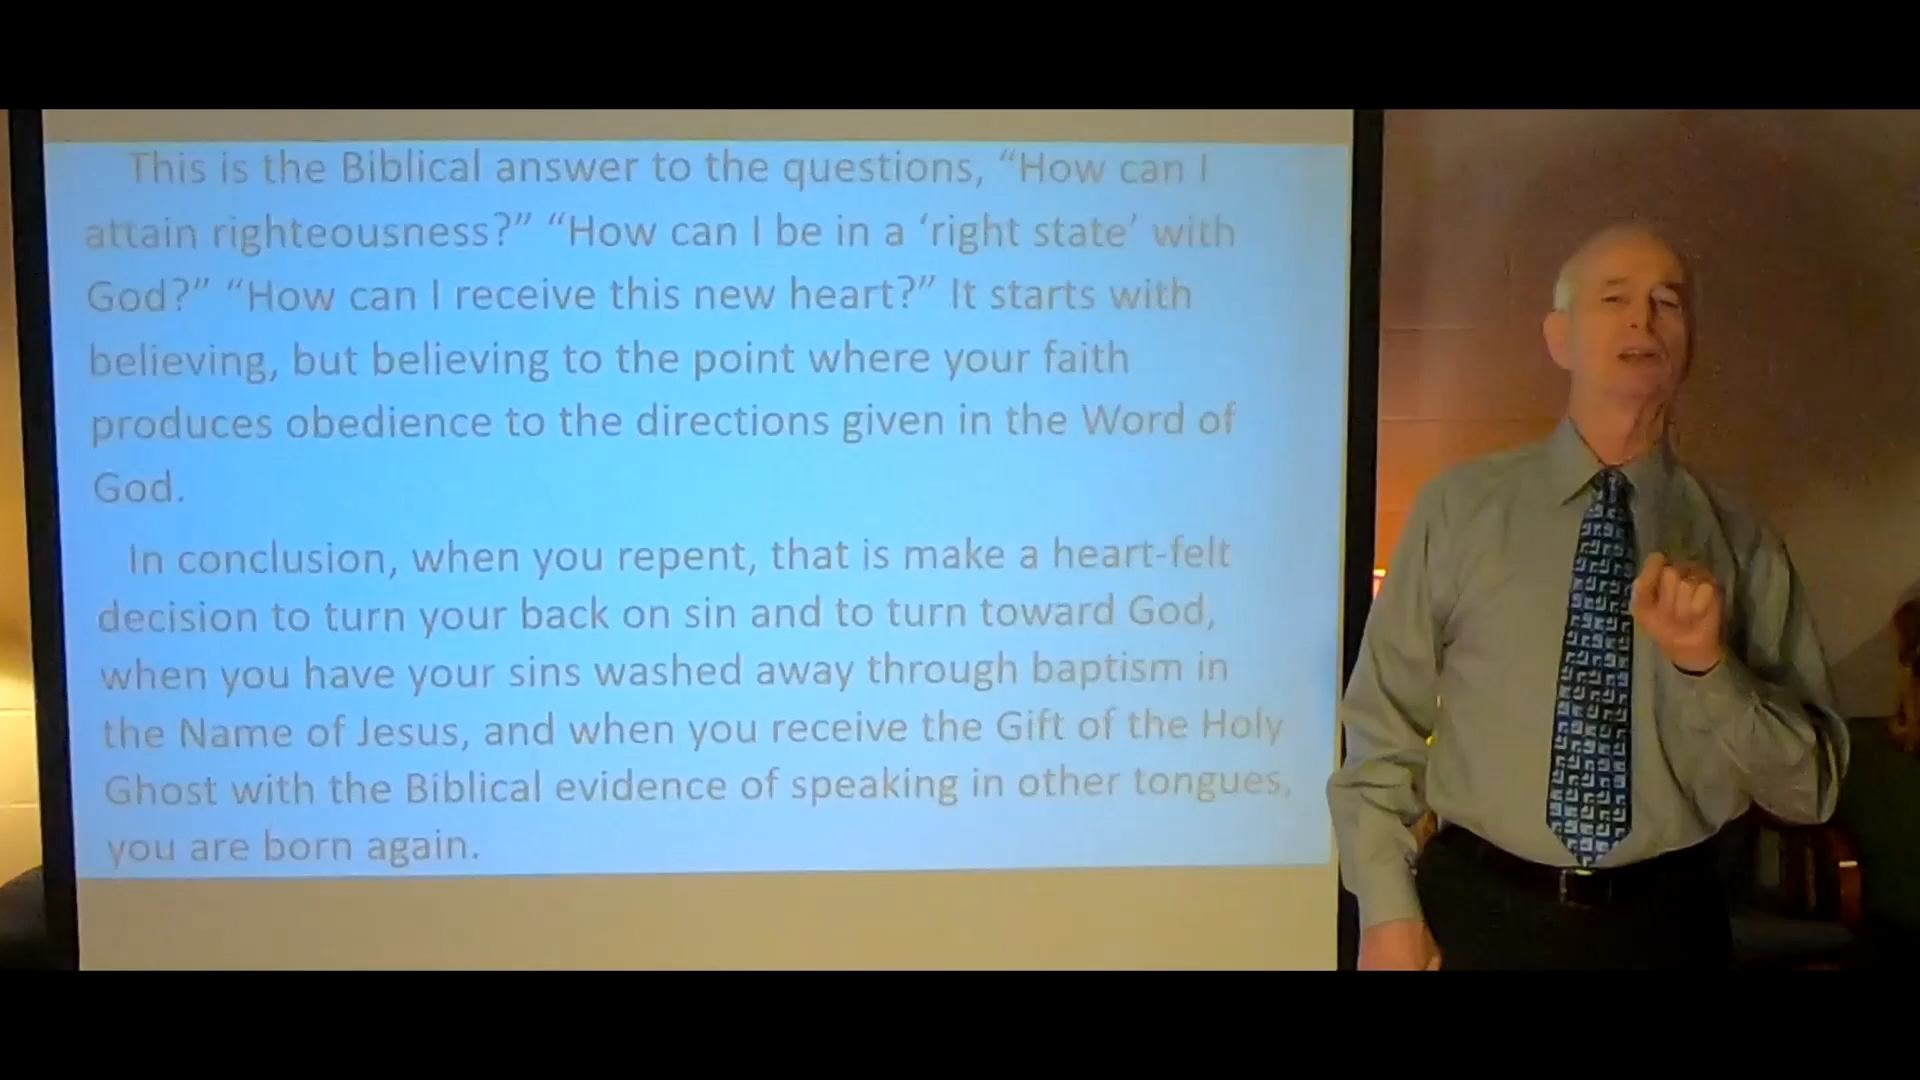 This is the Biblical answer to the questions, “How can I
attain righteousness?” “How can I be in a ‘right state’ with
God?” “How can I receive this new heart?” It starts with
believing, but believing to the point where your faith
produces obedience to the directions given in the Word of
God.
In conclusion, when you repent, that is make a heart-felt
decision to turn your back on sin and to turn toward God,
when you have your sins washed away through baptism in
the Name of Jesus, and when you receive the Gift of the Holy
Ghost with the Biblical evidence of speaking in other tongues,
you are born again.